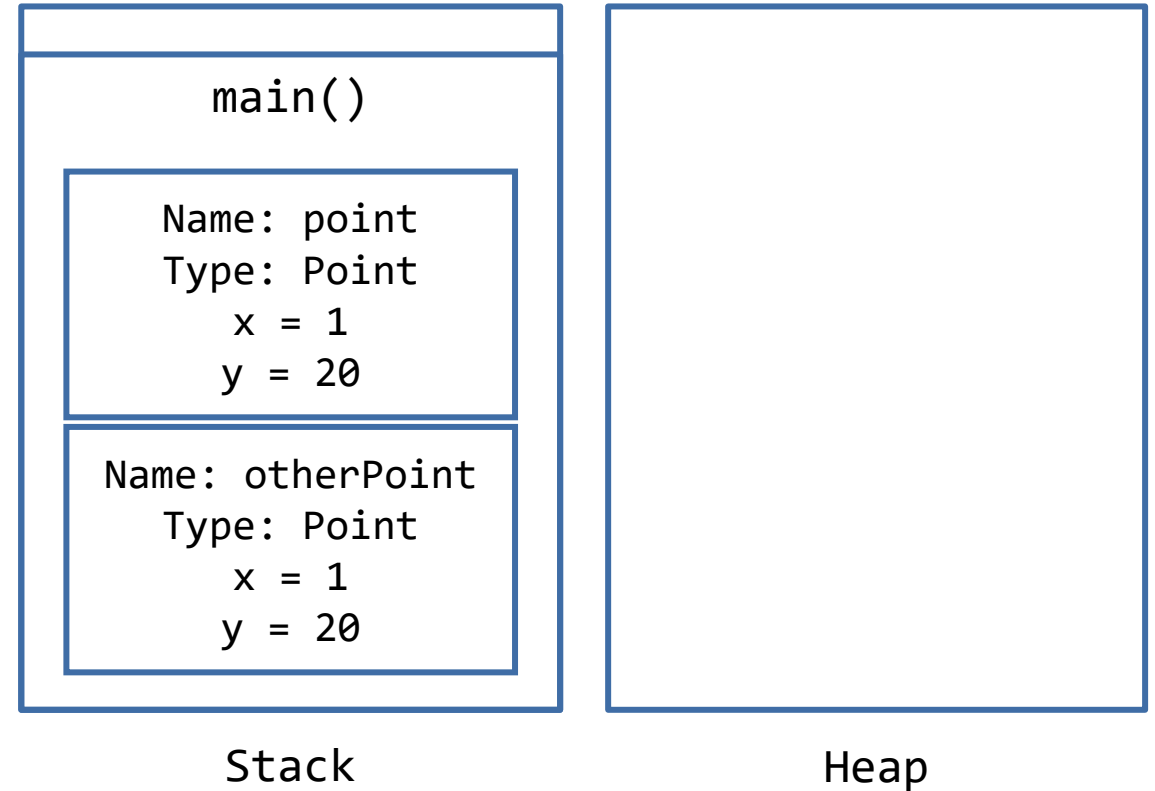 main()
Name: point
Type: Point
x = 1
y = 20
Name: otherPoint
Type: Point
x = 1
y = 20
Stack
Heap